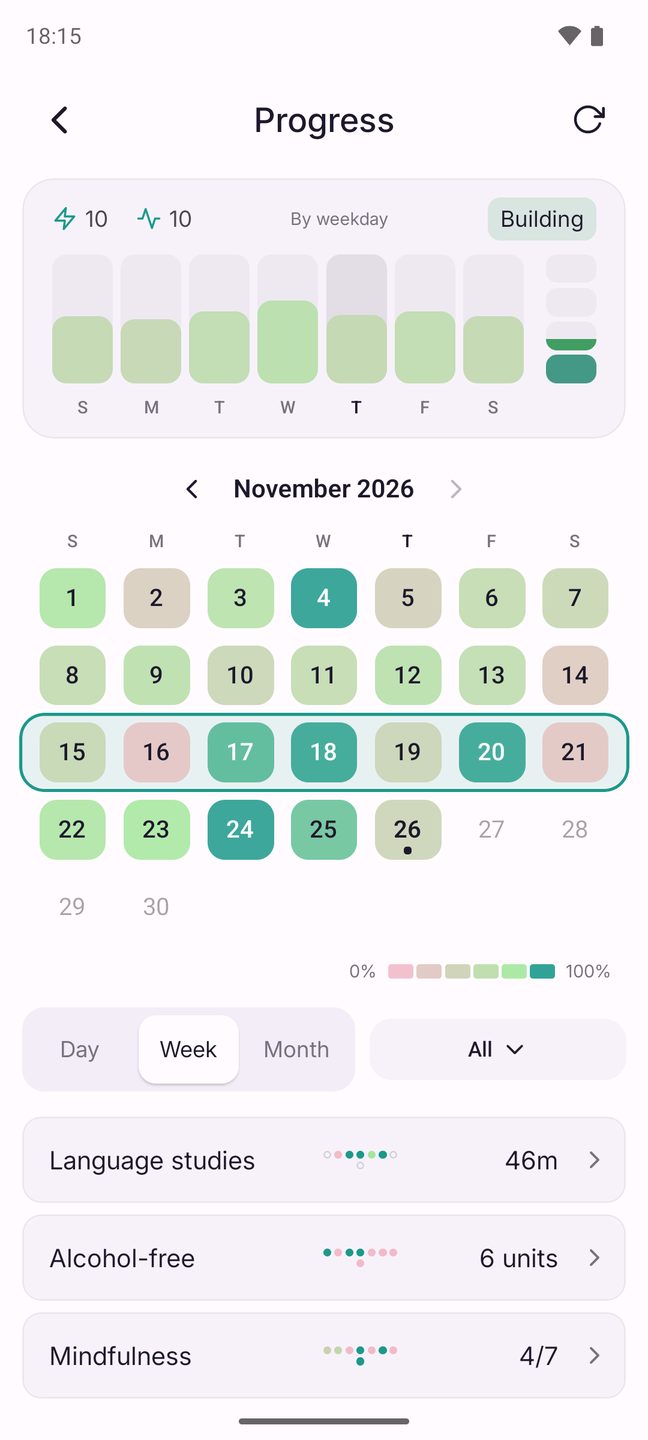 18:15
Progress
10 10 By weekday Building
S M T W T F S
November 2026
S M T W T F S
1 2 3 4 5 6 7
8 9 10 11 12 13 14
15 16 17 18 19 20 21
22 23 24 25 26 27 28
29 30
0% 100%
Day Week Month All
Language studies 46m
Alcohol-free 6 units
Mindfulness 4/7